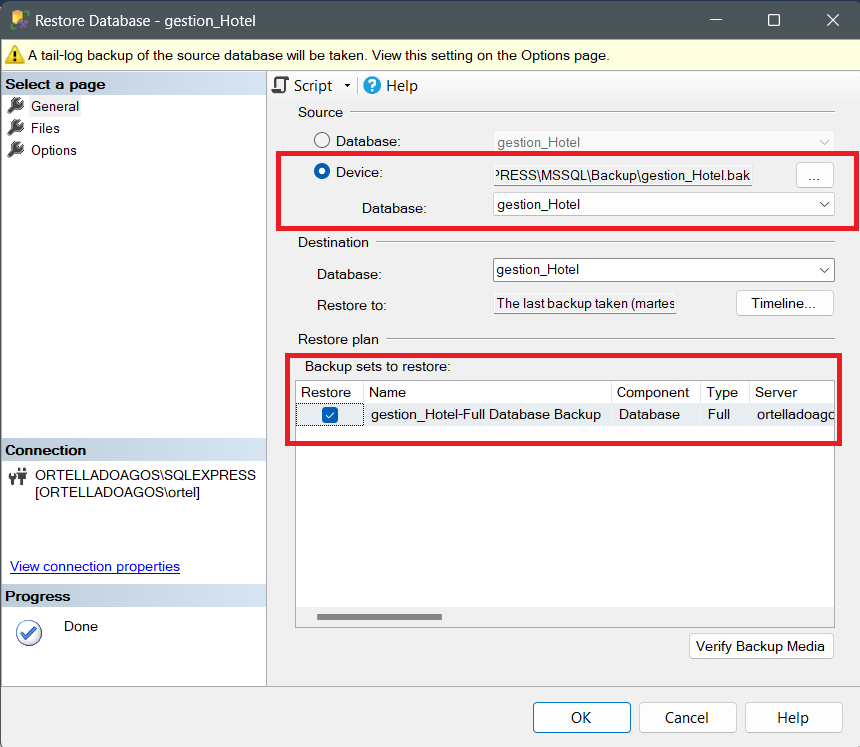 Restore Database - gestion_Hotel
A tail-log backup of the source database will be taken. View this setting on the Options page.
Select a page
General
Files
Options
Script
Help
Source
Database:
gestion_Hotel
Device:
PRESS\MSSQL\Backup\gestion_Hotel.bak
...
Database:
gestion_Hotel
Destination
Database:
gestion_Hotel
Restore to:
The last backup taken (martes
Timeline...
Restore plan
Backup sets to restore:
Restore Name Component Type Server
gestion_Hotel-Full Database Backup Database Full ortelladoago
Connection
ORTELLADOAGOS\SQLEXPRESS
[ORTELLADOAGOS\ortel]
View connection properties
Progress
Done
Verify Backup Media
OK
Cancel
Help